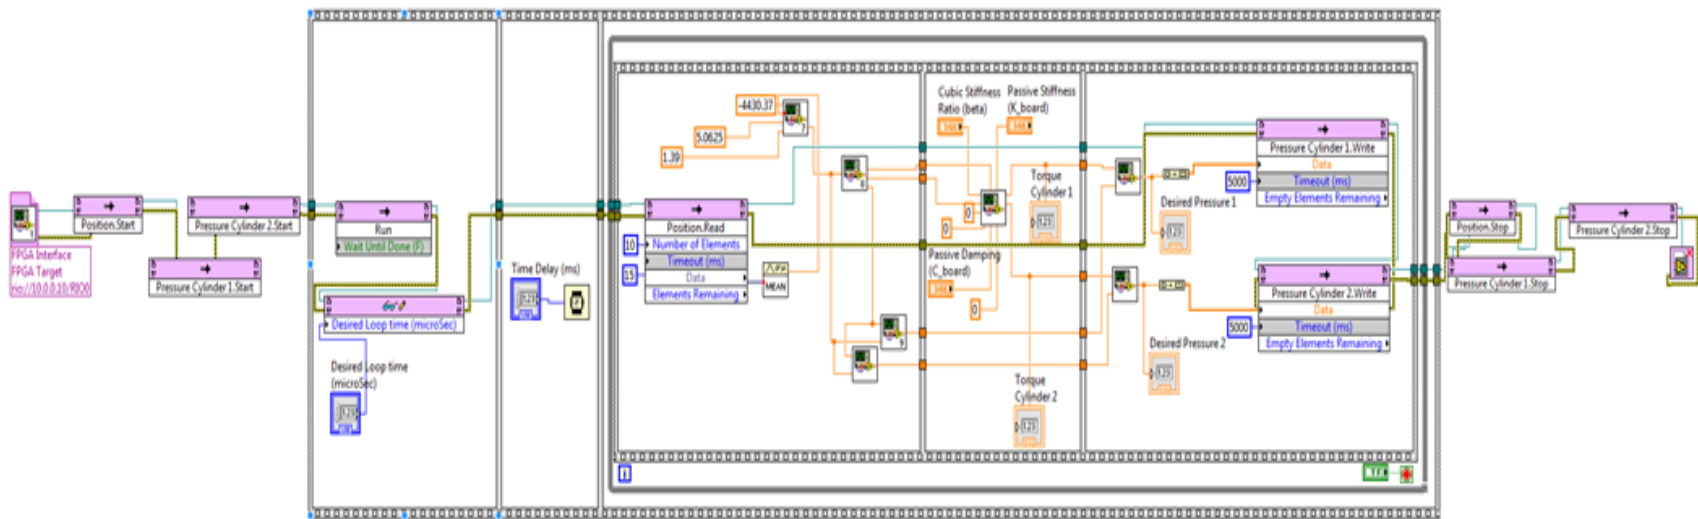 FPGA Interface
FPGA Target
rio://10.0.0.10/RIO0
Position.Start
Pressure Cylinder 1.Start
Pressure Cylinder 2.Start
Run
Wait Until Done (F)
Desired Loop time (microSec)
Desired Loop time
(microSec)
Time Delay (ms)
-4430.37
5.0625
1.39
Position.Read
10
Number of Elements
Timeout (ms)
15
Data
Elements Remaining
MEAN
7
8
9
Cubic Stiffness
Ratio (beta)
Passive Stiffness
(K_board)
Torque
Cylinder 1
0
0
Passive Damping
(C_board)
0
Torque
Cylinder 2
Pressure Cylinder 1.Write
Data
5000
Timeout (ms)
Empty Elements Remaining
Desired Pressure 1
Pressure Cylinder 2.Write
Data
5000
Timeout (ms)
Empty Elements Remaining
Desired Pressure 2
i
TF
Position.Stop
Pressure Cylinder 1.Stop
Pressure Cylinder 2.Stop